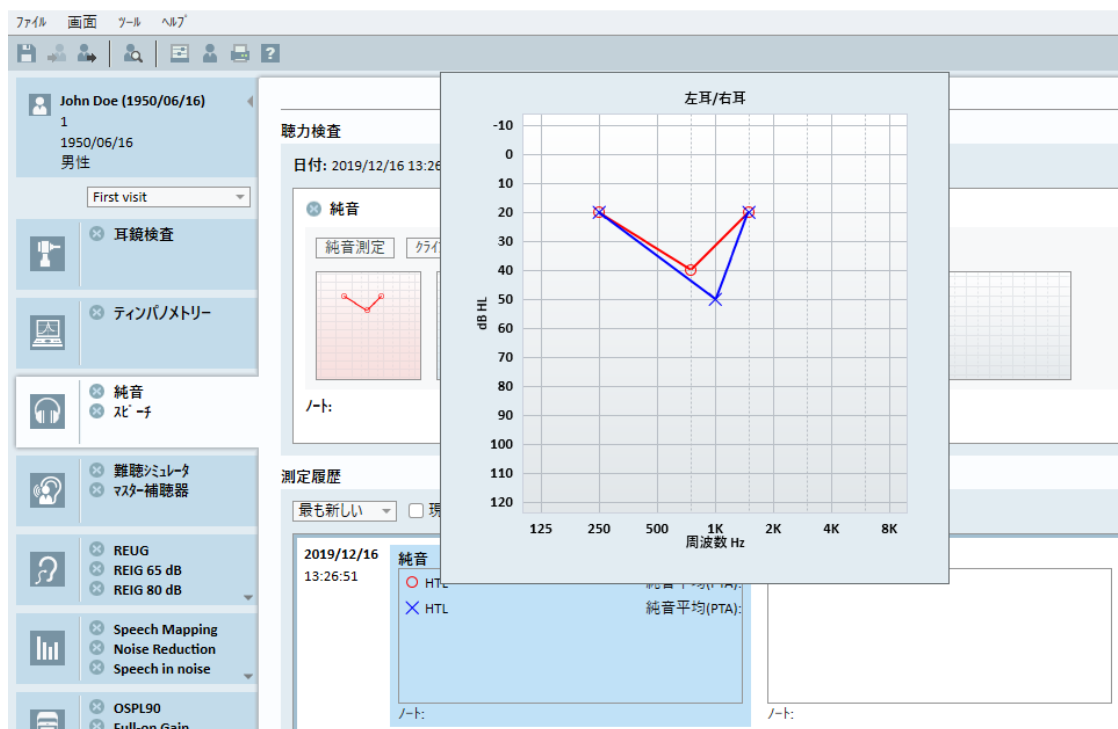 ファイル 画面 ツール ヘルプ
John Doe (1950/06/16)
1
1950/06/16
男性
First visit
耳鏡検査
ティンパノメトリー
純音
スピーチ
難聴シミュレータ
マスター補聴器
REUG
REIG 65 dB
REIG 80 dB
Speech Mapping
Noise Reduction
Speech in noise
OSPL90
Full-on Gain
聴力検査
日付: 2019/12/16 13:26
純音
純音測定
ノート:
測定履歴
最も新しい
現
2019/12/16
13:26:51
純音
HTL
純音平均(PTA):
HTL
純音平均(PTA):
ノート:
ノート:
左耳/右耳
-10
0
10
20
30
40
50
60
70
80
90
100
110
120
dB HL
125 250 500 1K 2K 4K 8K
周波数 Hz